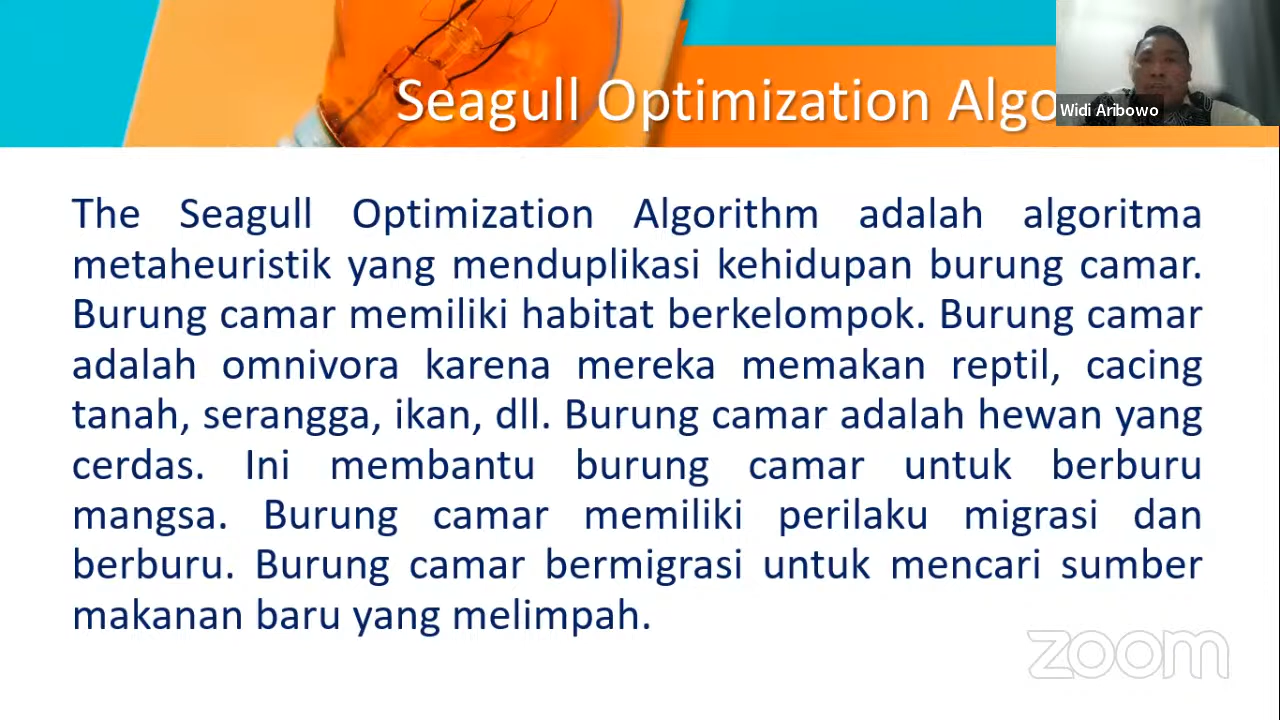 Seagull Optimization Algo
Widi Aribowo
The Seagull Optimization Algorithm adalah algoritma
metaheuristik yang menduplikasi kehidupan burung camar.
Burung camar memiliki habitat berkelompok. Burung camar
adalah omnivora karena mereka memakan reptil, cacing
tanah, serangga, ikan, dll. Burung camar adalah hewan yang
cerdas. Ini membantu burung camar untuk berburu
mangsa. Burung camar memiliki perilaku migrasi dan
berburu. Burung camar bermigrasi untuk mencari sumber
makanan baru yang melimpah.
zoom